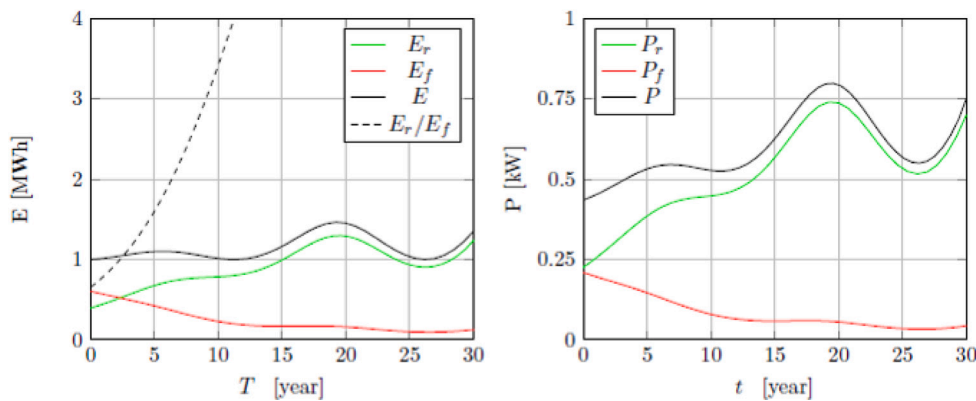 4
3
2
1
0
E [MWh]
0 5 10 15 20 25 30
T [year]
E_r
E_f
E
E_r/E_f
1
0.75
0.5
0.25
0
P [kW]
0 5 10 15 20 25 30
t [year]
P_r
P_f
P